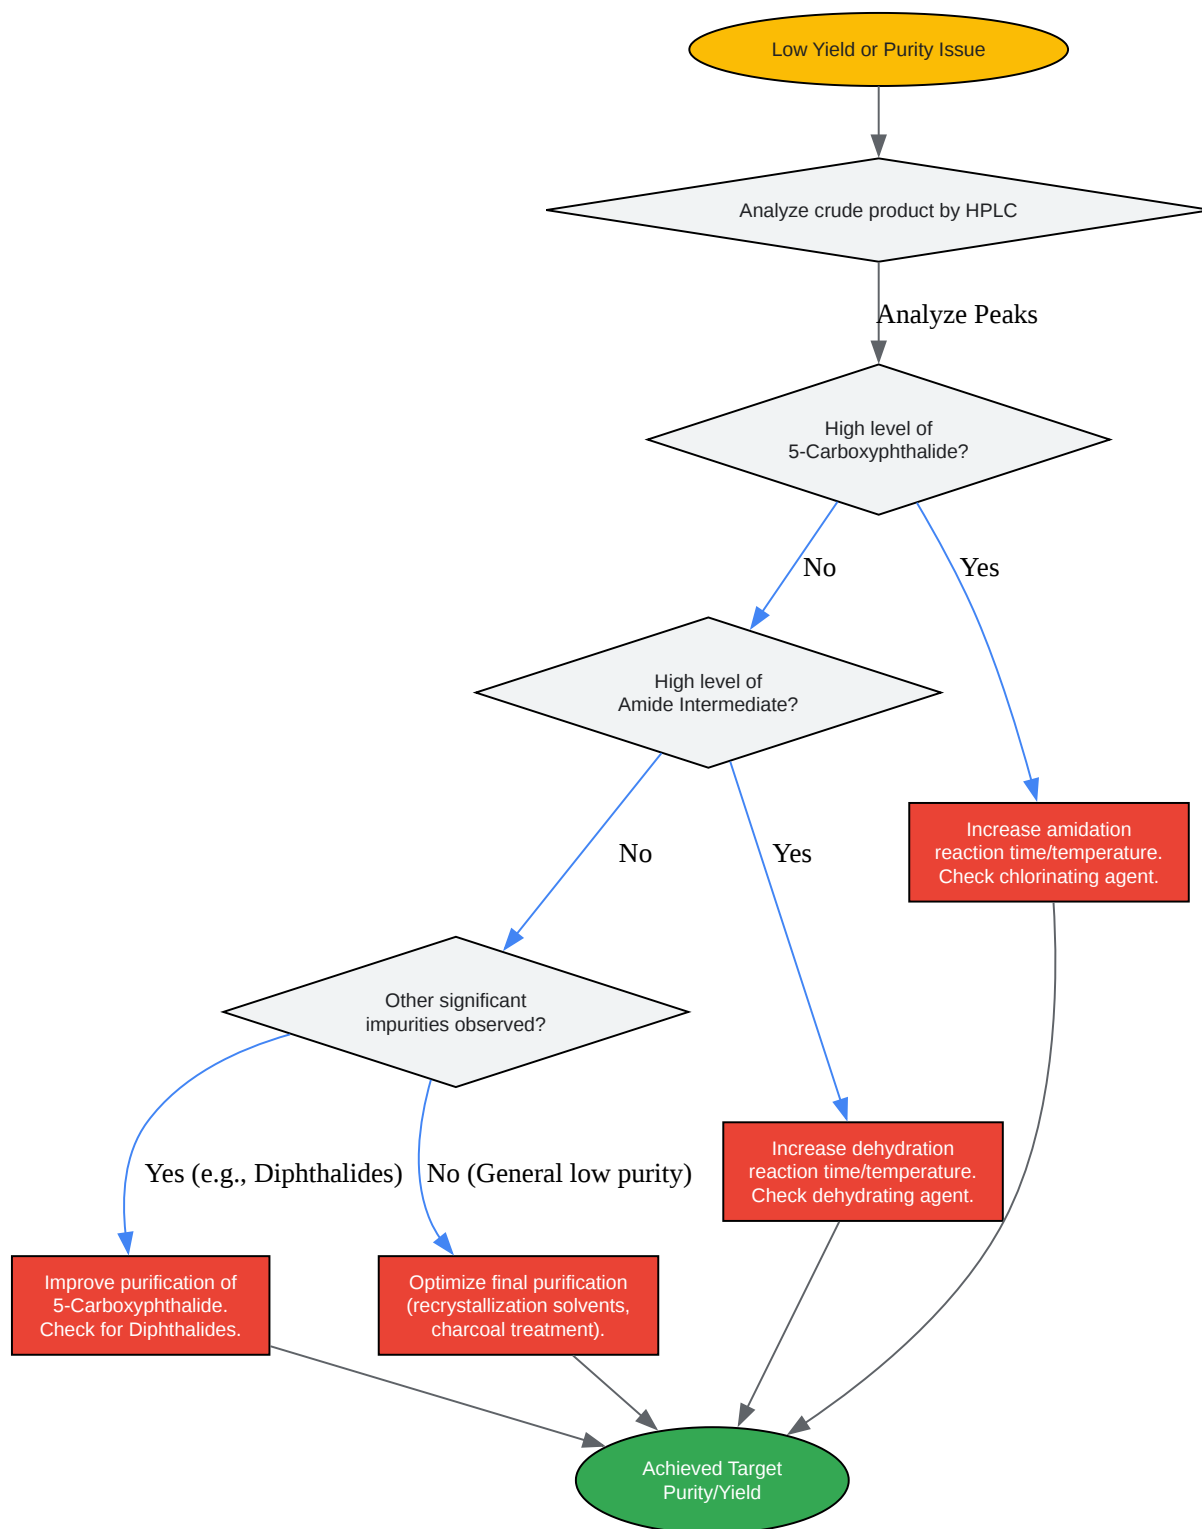 Low Yield or Purity Issue
Analyze crude product by HPLC
Analyze Peaks
High level of
5-Carboxyphthalide?
No
Yes
High level of
Amide Intermediate?
No
Yes
Increase amidation
reaction time/temperature.
Check chlorinating agent.
Other significant
impurities observed?
Yes (e.g., Diphthalides)
No (General low purity)
Increase dehydration
reaction time/temperature.
Check dehydrating agent.
Improve purification of
5-Carboxyphthalide.
Check for Diphthalides.
Optimize final purification
(recrystallization solvents,
charcoal treatment).
Achieved Target
Purity/Yield